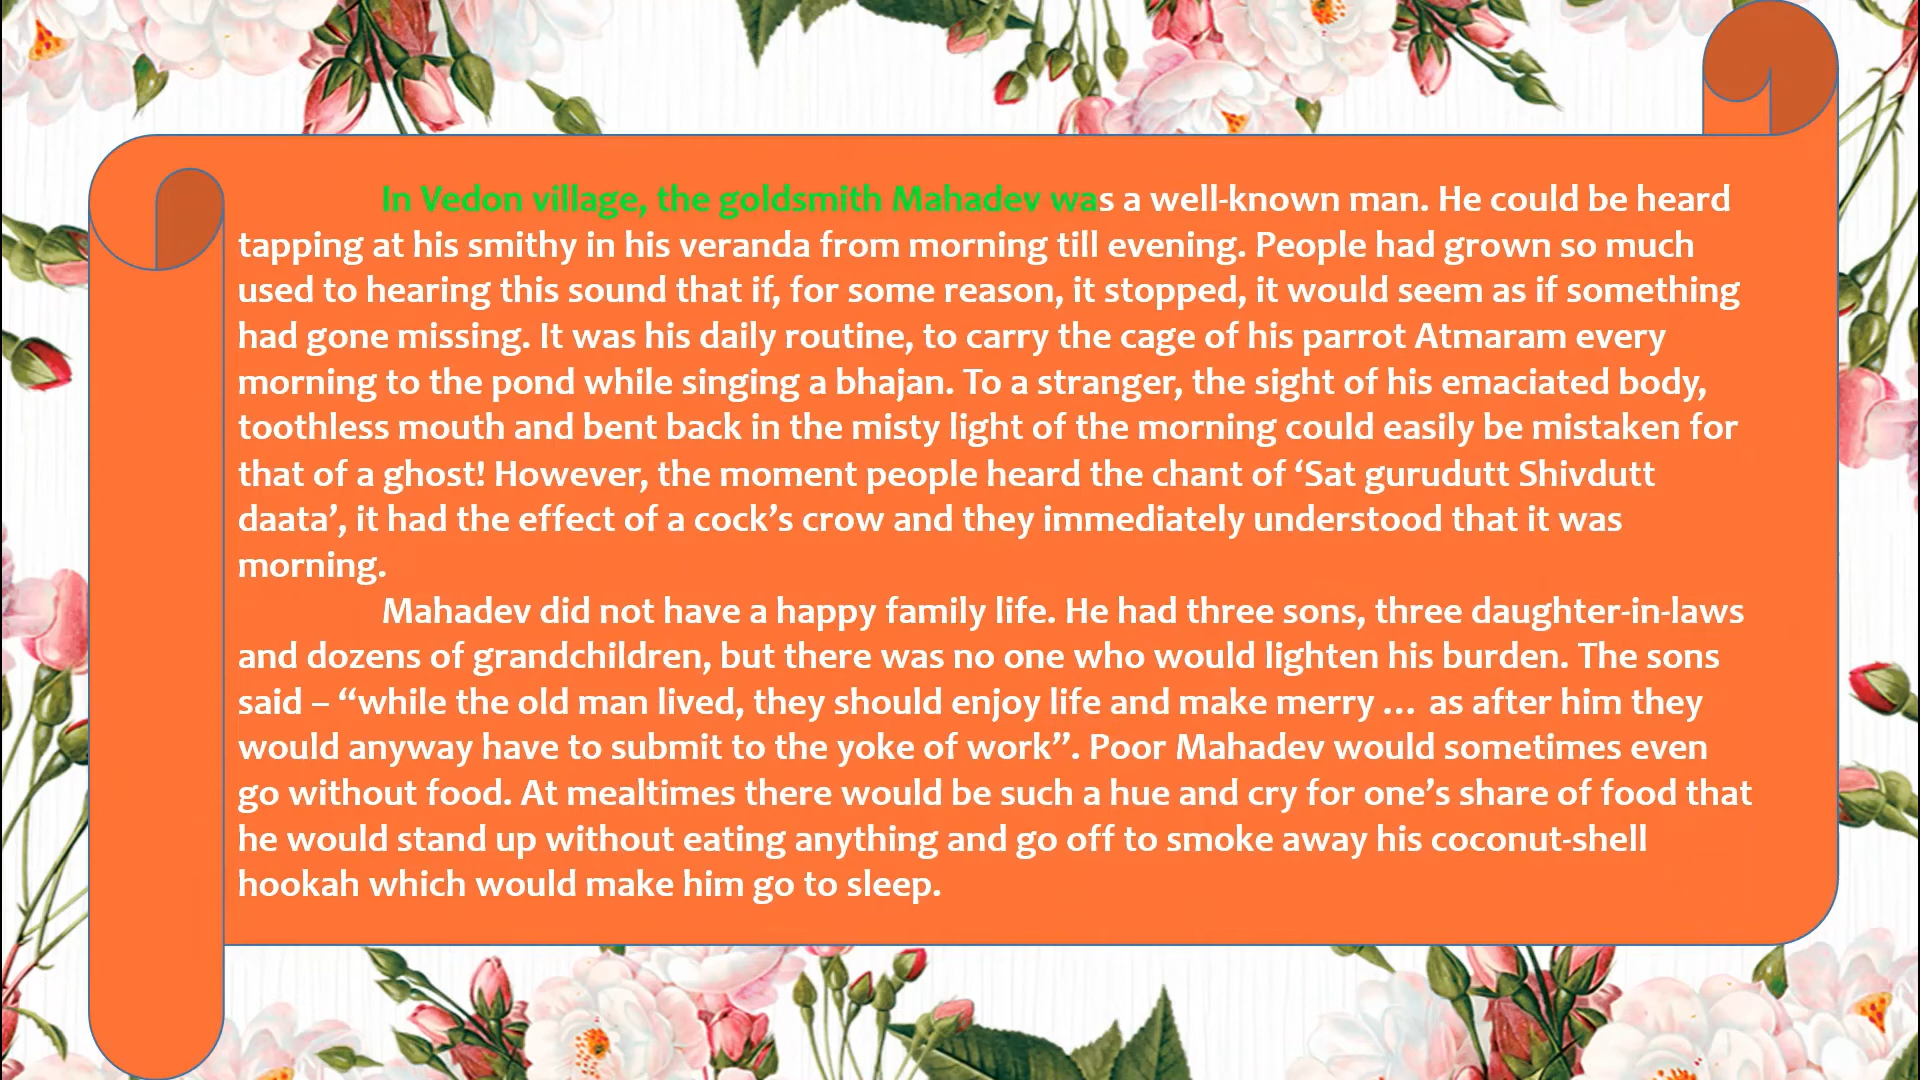 In Vedon village, the goldsmith Mahadev was a well-known man. He could be heard
tapping at his smithy in his veranda from morning till evening. People had grown so much
used to hearing this sound that if, for some reason, it stopped, it would seem as if something
had gone missing. It was his daily routine, to carry the cage of his parrot Atmaram every
morning to the pond while singing a bhajan. To a stranger, the sight of his emaciated body,
toothless mouth and bent back in the misty light of the morning could easily be mistaken for
that of a ghost! However, the moment people heard the chant of ‘Sat gurudutt Shivdutt
daata’, it had the effect of a cock’s crow and they immediately understood that it was
morning.
Mahadev did not have a happy family life. He had three sons, three daughter-in-laws
and dozens of grandchildren, but there was no one who would lighten his burden. The sons
said – “while the old man lived, they should enjoy life and make merry … as after him they
would anyway have to submit to the yoke of work”. Poor Mahadev would sometimes even
go without food. At mealtimes there would be such a hue and cry for one’s share of food that
he would stand up without eating anything and go off to smoke away his coconut-shell
hookah which would make him go to sleep.